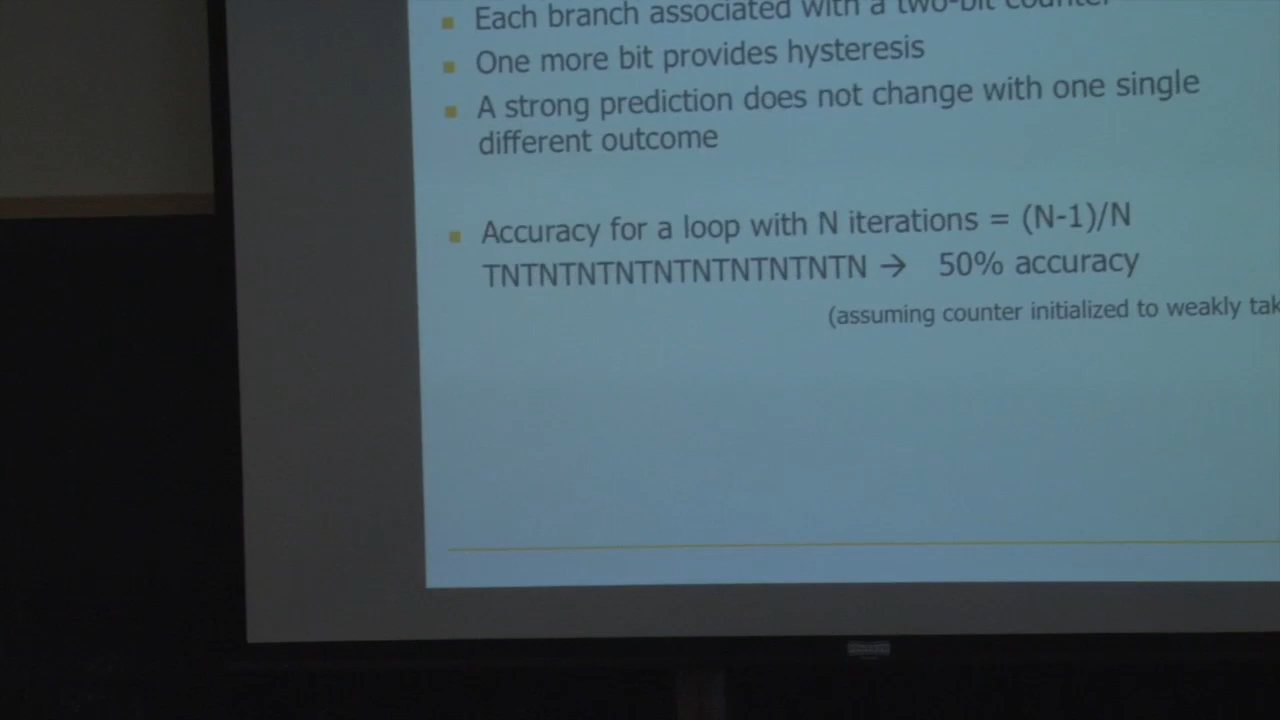 Each branch associated with a two-bit counter
One more bit provides hysteresis
A strong prediction does not change with one single
different outcome
Accuracy for a loop with N iterations = (N-1)/N
TNTNTNTNTNTNTNTNTNTN → 50% accuracy
(assuming counter initialized to weakly